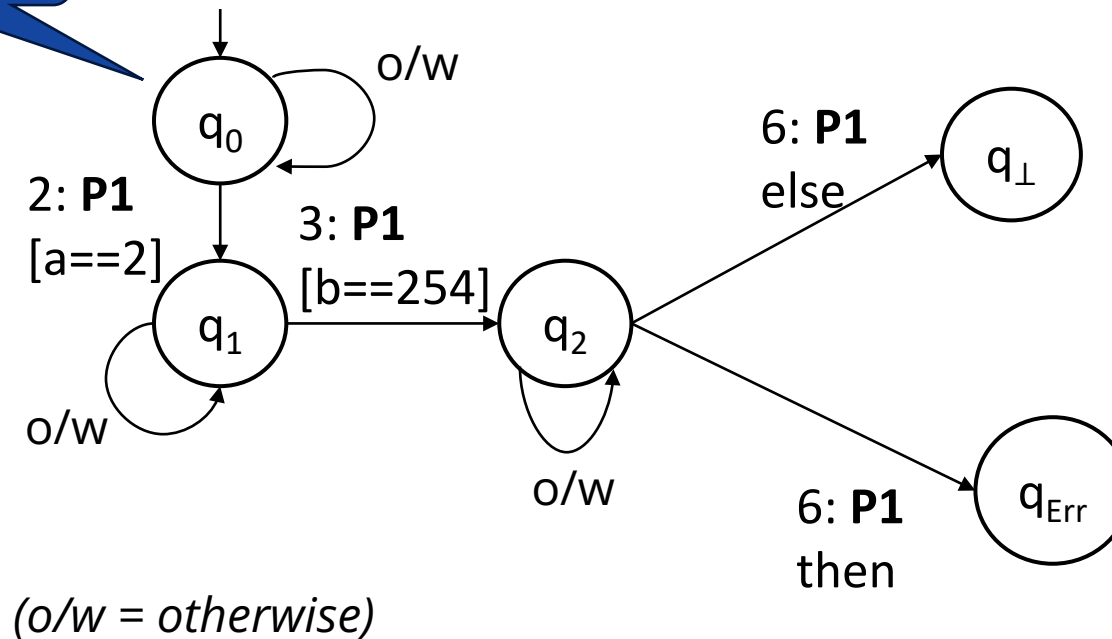 o/w
q₀
6: P1
else
q⊥
2: P1
[a==2]
3: P1
[b==254]
q₁
q₂
o/w
o/w
6: P1
then
qErr
(o/w = otherwise)